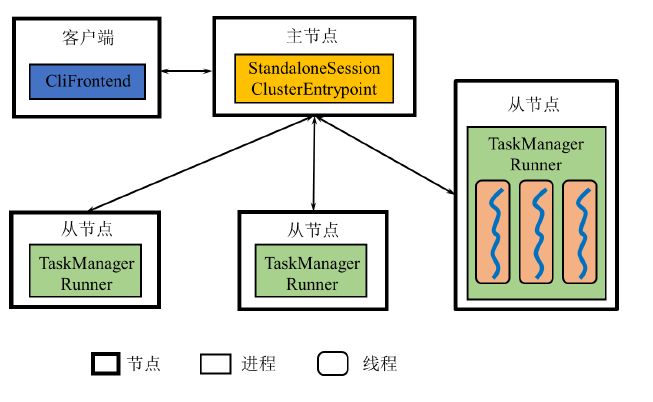 客户端
CliFrontend
主节点
StandaloneSession
ClusterEntrypoint
从节点
TaskManager
Runner
从节点
TaskManager
Runner
从节点
TaskManager
Runner
节点
进程
线程